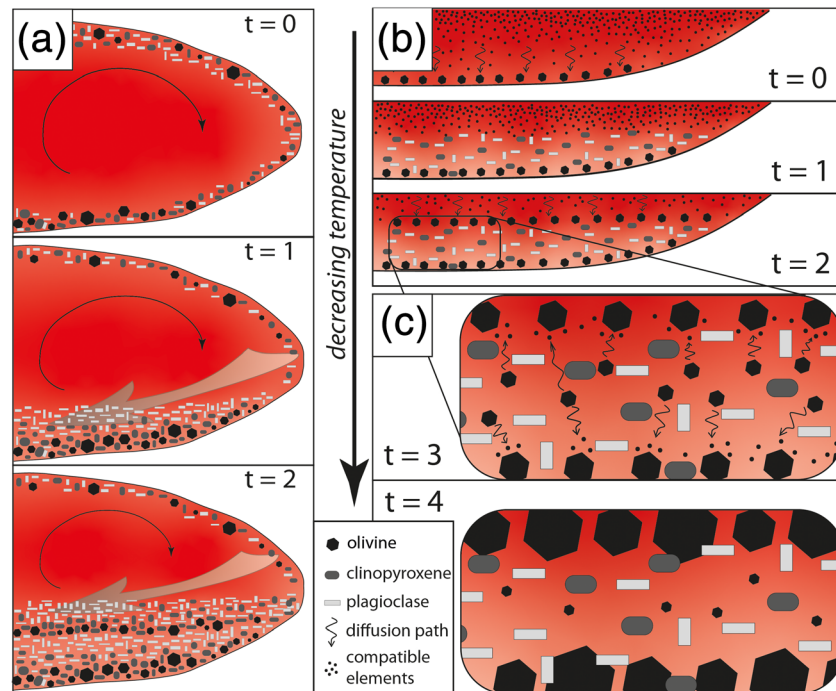 (a)
t = 0
t = 1
t = 2
decreasing temperature
(b)
t = 0
t = 1
t = 2
(c)
t = 3
t = 4
olivine
clinopyroxene
plagioclase
diffusion path
compatible
elements